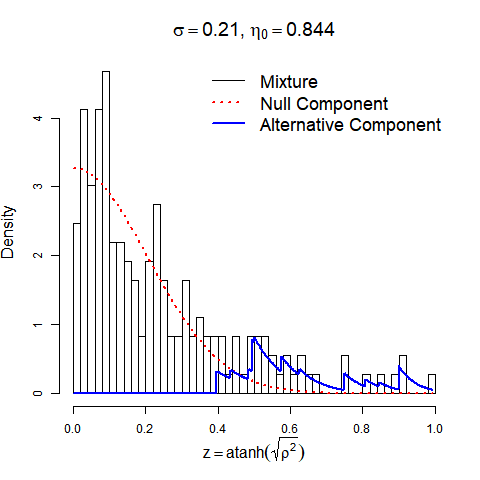 σ = 0.21, η₀ = 0.844
Mixture
Null Component
Alternative Component
Density
4
3
2
1
0
0.0 0.2 0.4 0.6 0.8 1.0
z = atanh(√ρ²)